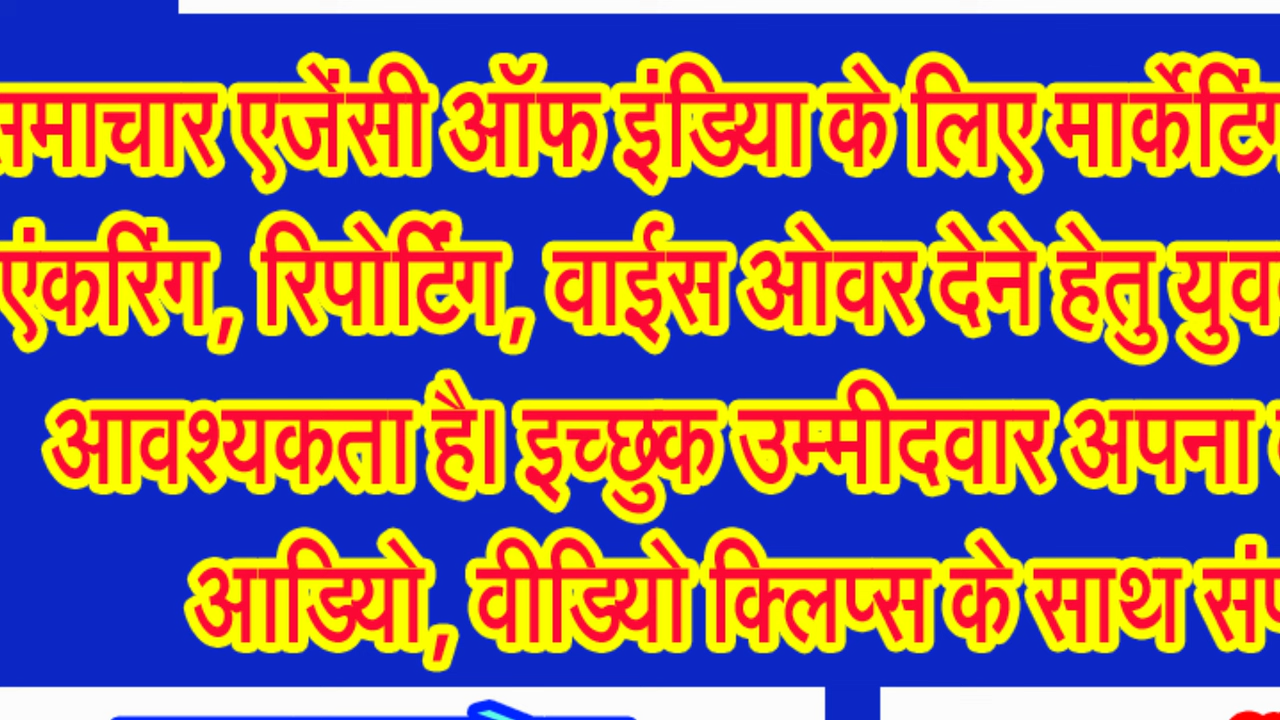 समाचार एजेंसी ऑफ इंडिया के लिए मार्केटिंग
एंकरिंग, रिपोर्टिंग, वाईस ओवर देने हेतु
आवश्यकता है। इच्छुक उम्मीदवार अपना
आडियो, वीडियो क्लिप्स के साथ